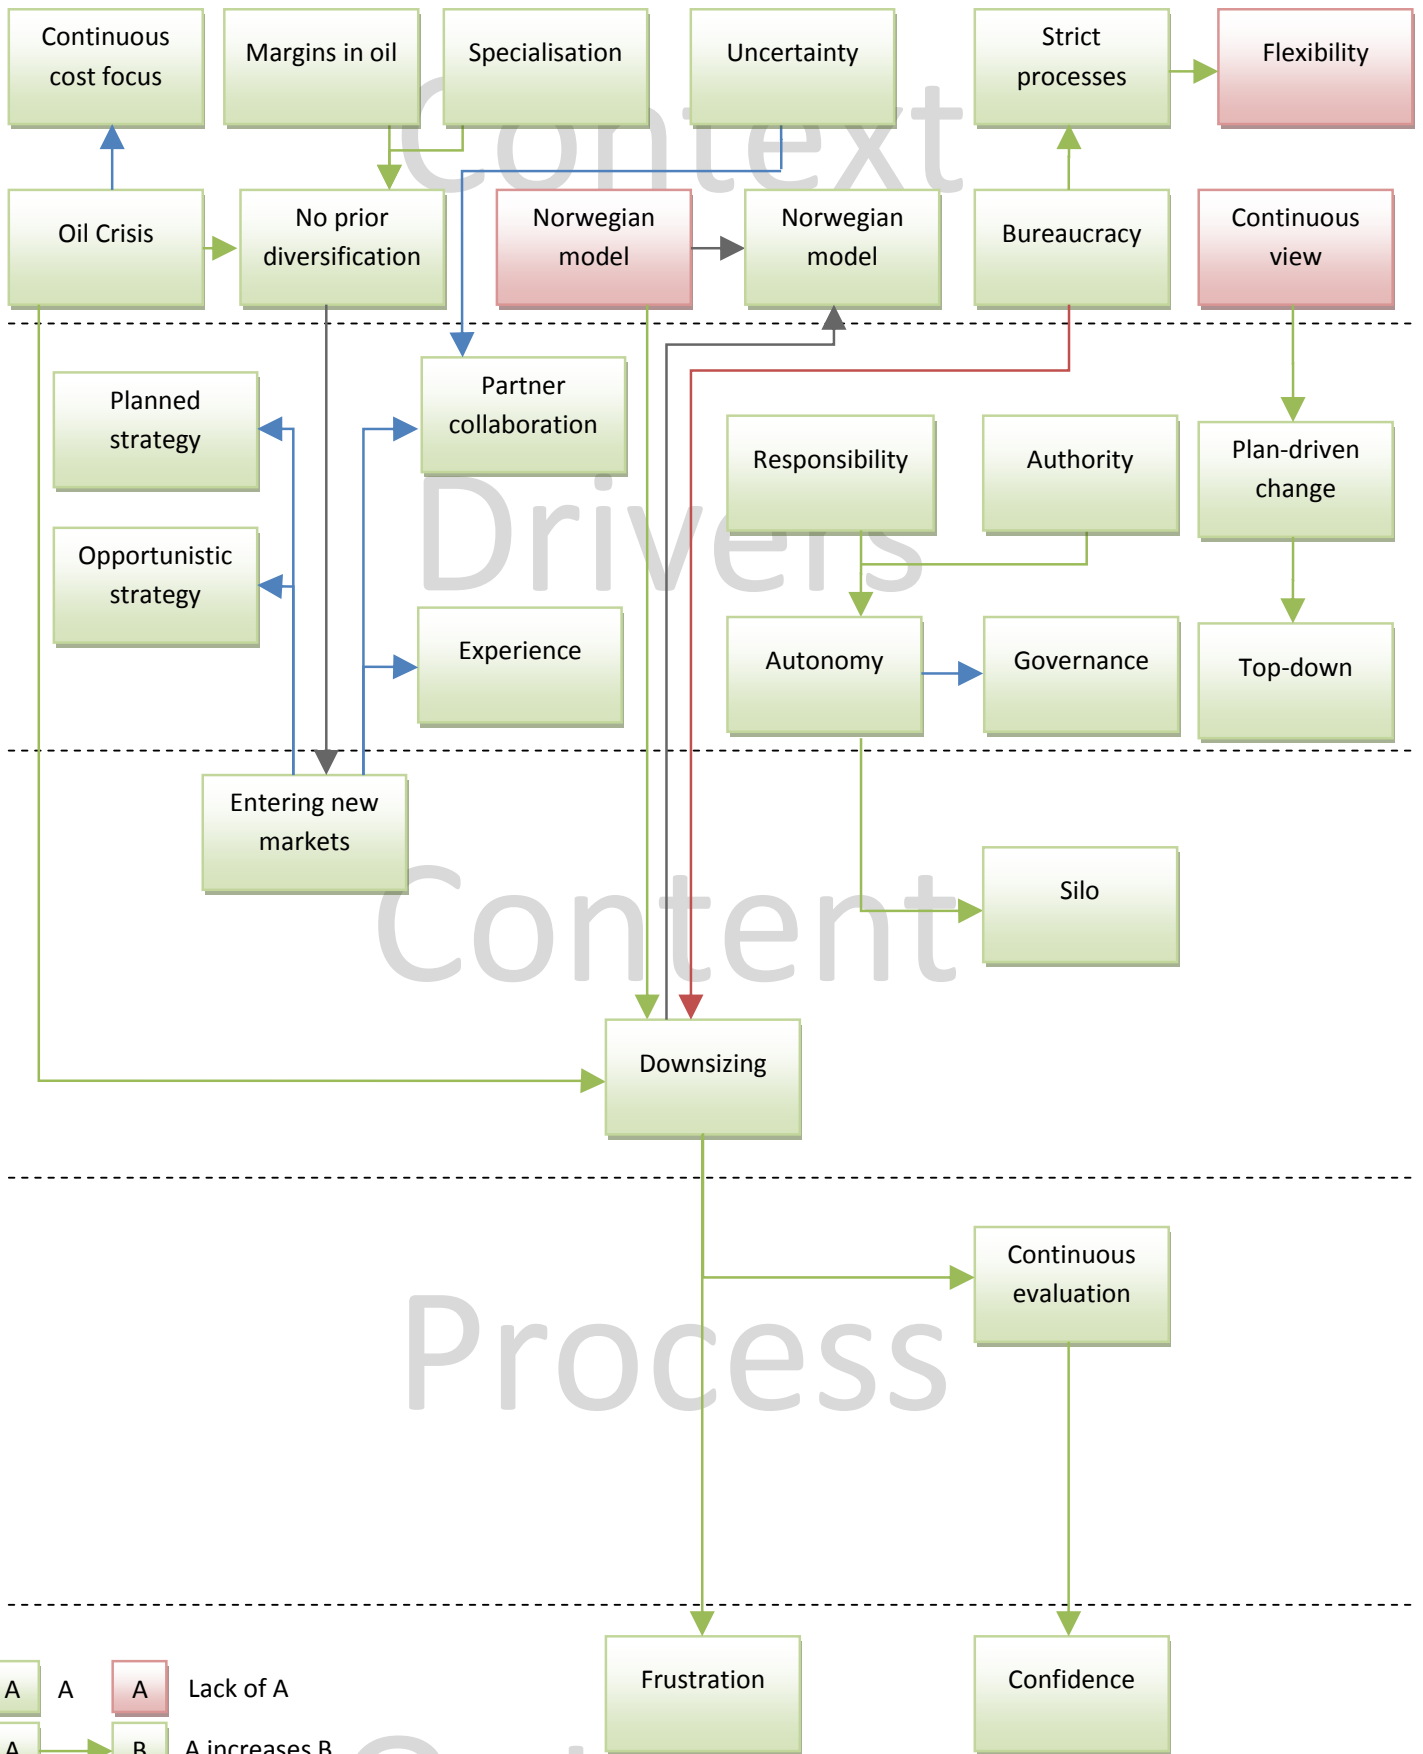 Continuous
cost focus
Margins in oil
Specialisation
Uncertainty
Strict
processes
Flexibility
Context
Oil Crisis
No prior
diversification
Norwegian
model
Norwegian
model
Bureaucracy
Continuous
view
Planned
strategy
Partner
collaboration
Responsibility
Authority
Plan-driven
change
Drivers
Opportunistic
strategy
Experience
Autonomy
Governance
Top-down
Entering new
markets
Content
Silo
Downsizing
Continuous
evaluation
Process
Frustration
Confidence
A A A Lack of A
A B A increases B